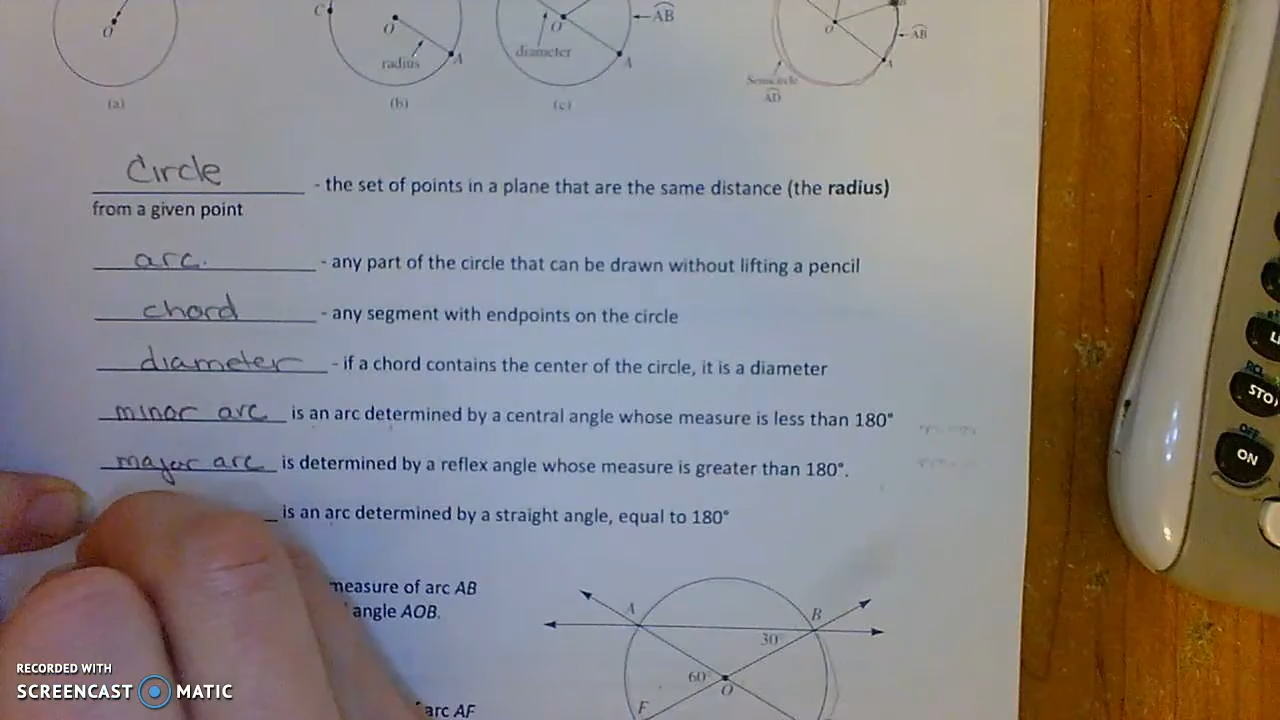 O
C
O
radius
A
O
diameter
A
AB
O
AB
A
Semicircle
AD
(a)
(b)
(c)
Circle - the set of points in a plane that are the same distance (the radius)
from a given point
arc. - any part of the circle that can be drawn without lifting a pencil
chord - any segment with endpoints on the circle
diameter - if a chord contains the center of the circle, it is a diameter
minor arc is an arc determined by a central angle whose measure is less than 180°
major arc is determined by a reflex angle whose measure is greater than 180°.
is an arc determined by a straight angle, equal to 180°
measure of arc AB
angle AOB.
A
B
30
60°
O
F
arc AF
STO
OFF
ON
RECORDED WITH
SCREENCAST MATIC